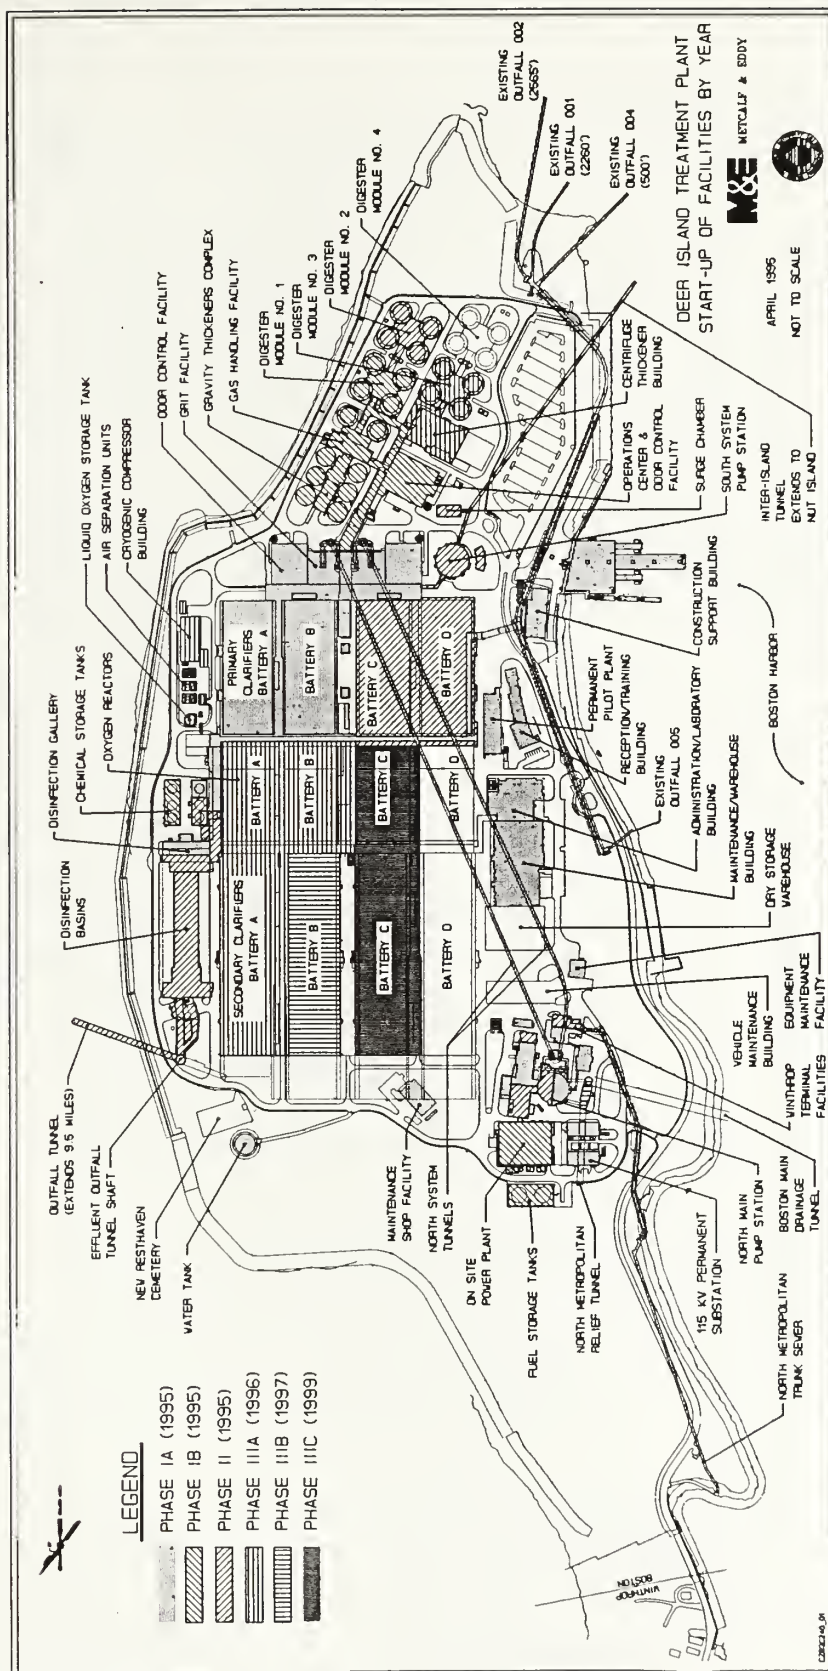 DEER ISLAND TREATMENT PLANT
START-UP OF FACILITIES BY YEAR
M&E METCALF & EDDY
APRIL 1995
NOT TO SCALE
LEGEND
PHASE IA (1995)
PHASE IB (1995)
PHASE II (1995)
PHASE IIIA (1996)
PHASE IIIB (1997)
PHASE IIIC (1999)
OUTFALL TUNNEL
(EXTENDS 9.5 MILES)
EFFLUENT OUTFALL
TUNNEL SHAFT
NEW RESTHAVEN
CEMETERY
WATER TANK
DISINFECTION
BASINS
DISINFECTION GALLERY
CHEMICAL STORAGE TANKS
OXYGEN REACTORS
LIQUID OXYGEN STORAGE TANK
AIR SEPARATION UNITS
CRYOGENIC COMPRESSOR
BUILDING
ODOR CONTROL FACILITY
GRIT FACILITY
GRAVITY THICKENERS COMPLEX
GAS HANDLING FACILITY
DIGESTER
MODULE NO. 1
DIGESTER
MODULE NO. 3
DIGESTER
MODULE NO. 2
DIGESTER
MODULE NO. 4
EXISTING
OUTFALL 002
(2565')
EXISTING
OUTFALL 001
(2260')
EXISTING
OUTFALL 004
(500')
SECONDARY CLARIFIERS
BATTERY A
BATTERY B
BATTERY C
BATTERY D
BATTERY A
BATTERY B
BATTERY C
BATTERY D
PRIMARY
CLARIFIERS
BATTERY A
BATTERY B
BATTERY C
BATTERY D
MAINTENANCE
SHOP FACILITY
NORTH SYSTEM
TUNNELS
ON SITE
POWER PLANT
FUEL STORAGE TANKS
NORTH METROPOLITAN
RELIEF TUNNEL
115 KV PERMANENT
SUBSTATION
NORTH MAIN
PUMP STATION
BOSTON MAIN
DRAINAGE
TUNNEL
NORTH METROPOLITAN
TRUNK SEWER
WINTHROP
TERMINAL
FACILITIES
EQUIPMENT
MAINTENANCE
FACILITY
VEHICLE
MAINTENANCE
BUILDING
DRY STORAGE
WAREHOUSE
MAINTENANCE/WAREHOUSE
BUILDING
ADMINISTRATION/LABORATORY
BUILDING
EXISTING
OUTFALL 005
RECEPTION/TRAINING
BUILDING
PERMANENT
PILOT PLANT
CONSTRUCTION
SUPPORT BUILDING
BOSTON HARBOR
INTER-ISLAND
TUNNEL
EXTENDS TO
NUT ISLAND
SOUTH SYSTEM
PUMP STATION
SURGE CHAMBER
OPERATIONS
CENTER &
ODOR CONTROL
FACILITY
CENTRIFUGE
THICKENER
BUILDING
WINTHROP
BOSTON